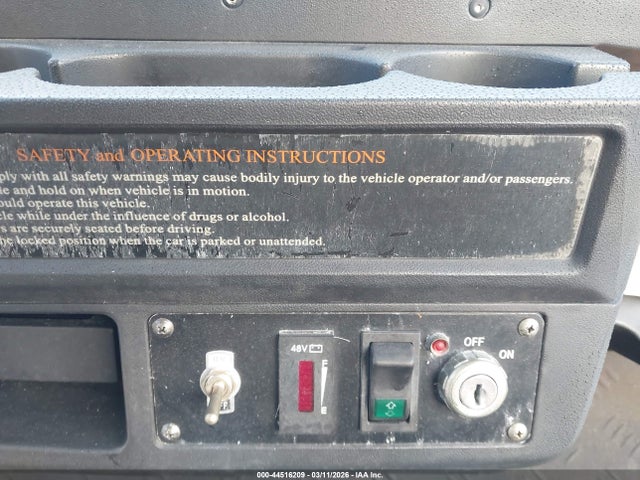 SAFETY and OPERATING INSTRUCTIONS
ply with all safety warnings may cause bodily injury to the vehicle operator and/or passengers.
le and hold on when vehicle is in motion.
ould operate this vehicle.
cle while under the influence of drugs or alcohol.
rs are securely seated before driving.
he locked position when the car is parked or unattended.
48V
F
E
OFF
ON
000-44516209 - 03/11/2026 - IAA Inc.